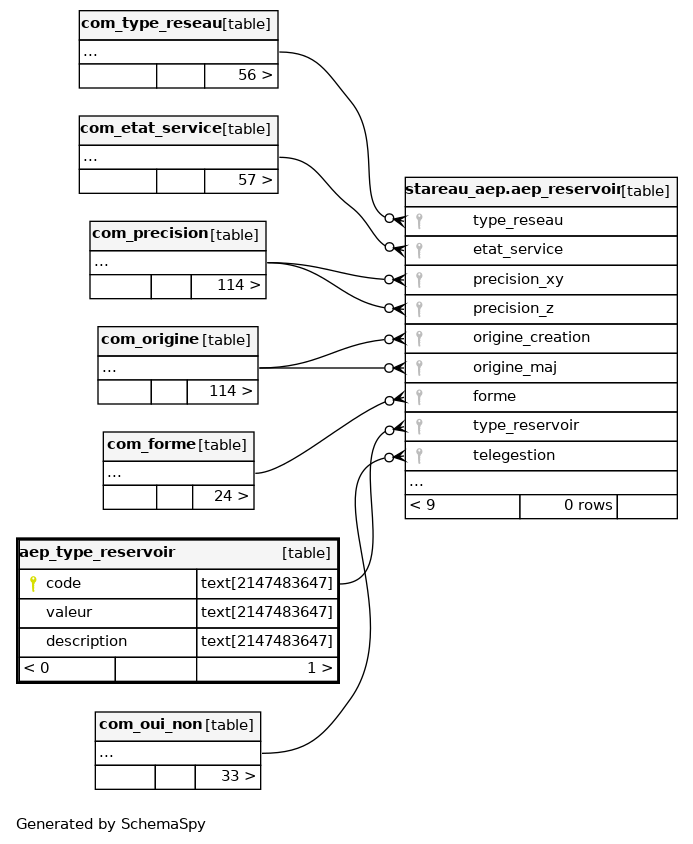 com_type_reseau [table]
...
56 >
com_etat_service [table]
...
57 >
com_precision [table]
...
114 >
com_origine [table]
...
114 >
com_forme [table]
...
24 >
aep_type_reservoir [table]
code text[2147483647]
valeur text[2147483647]
description text[2147483647]
< 0 1 >
com_oui_non [table]
...
33 >
stareau_aep.aep_reservoir [table]
type_reseau
etat_service
precision_xy
precision_z
origine_creation
origine_maj
forme
type_reservoir
telegestion
...
< 9 0 rows
Generated by SchemaSpy